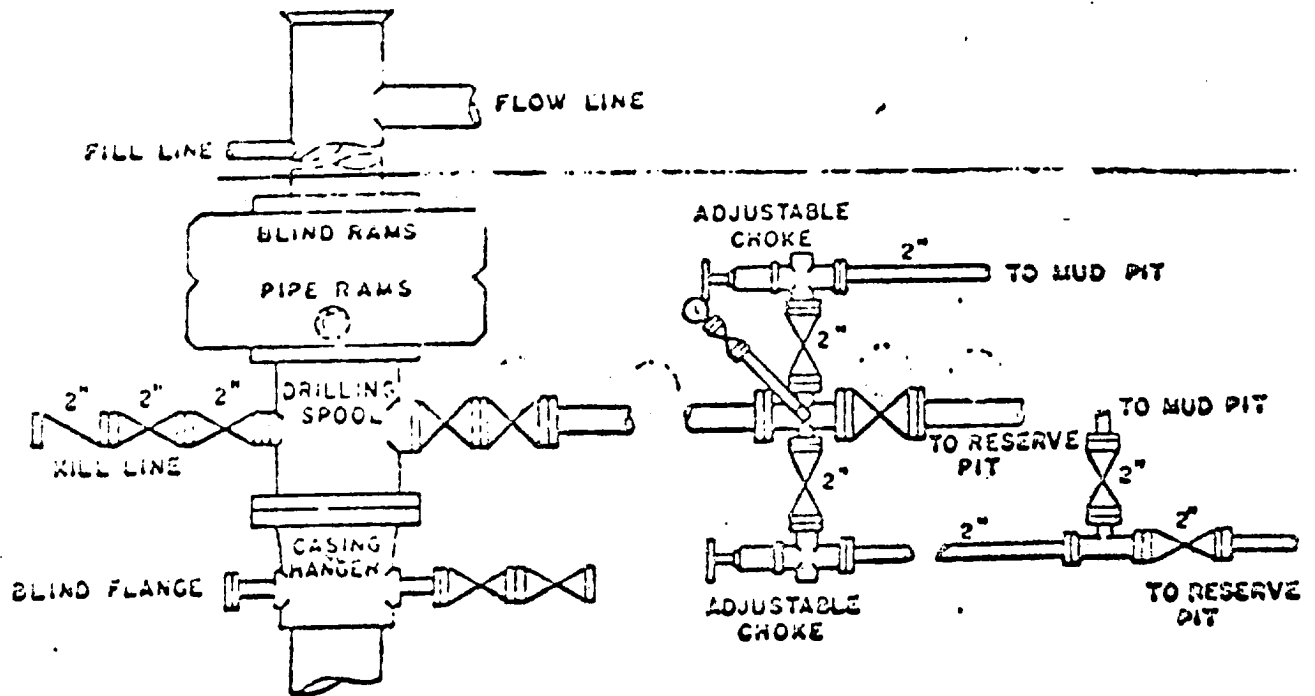 FLOW LINE
FILL LINE
BLIND RAMS
PIPE RAMS
ADJUSTABLE
CHOKE
2"
TO MUD PIT
2"
2" 2" 2"
DRILLING
SPOOL
KILL LINE
TO RESERVE
PIT
TO MUD PIT
2"
2"
CASING
HANGER
2"
2"
BLIND FLANGE
ADJUSTABLE
CHOKE
TO RESERVE
PIT